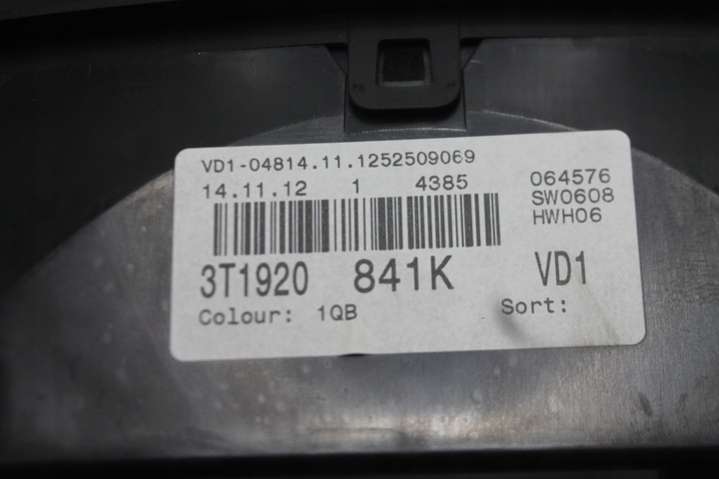 VD1-04814.11.1252509069
14.11.12 1 4385 064576
SW0608
HWH06
3T1920 841K VD1
Colour: 1QB Sort: